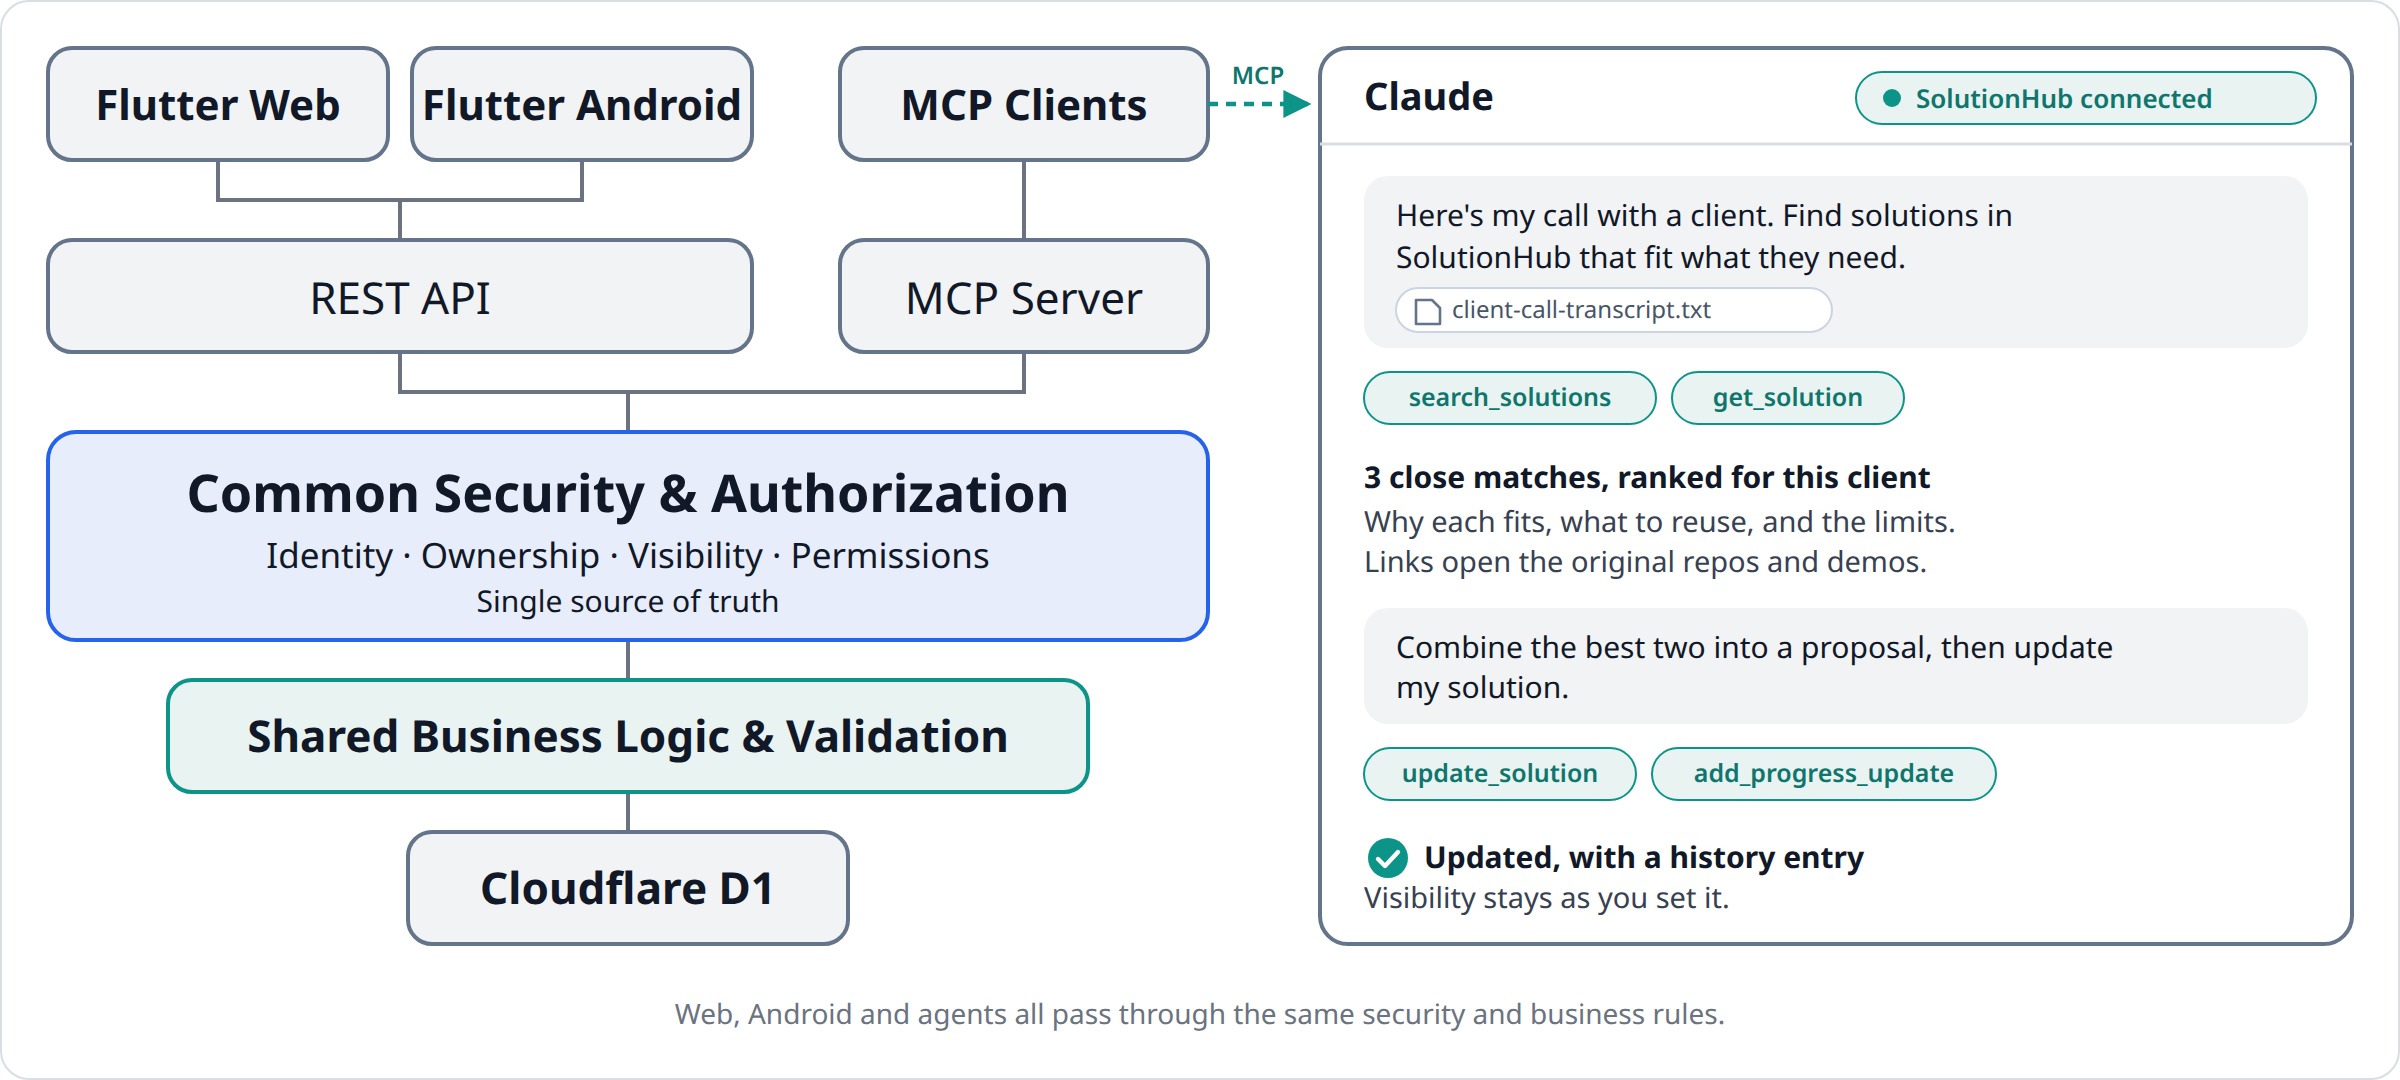 Flutter Web
Flutter Android
MCP Clients
MCP
REST API
MCP Server
Common Security & Authorization
Identity · Ownership · Visibility · Permissions
Single source of truth
Shared Business Logic & Validation
Cloudflare D1
Claude
SolutionHub connected
Here's my call with a client. Find solutions in
SolutionHub that fit what they need.
client-call-transcript.txt
search_solutions
get_solution
3 close matches, ranked for this client
Why each fits, what to reuse, and the limits.
Links open the original repos and demos.
Combine the best two into a proposal, then update
my solution.
update_solution
add_progress_update
Updated, with a history entry
Visibility stays as you set it.
Web, Android and agents all pass through the same security and business rules.